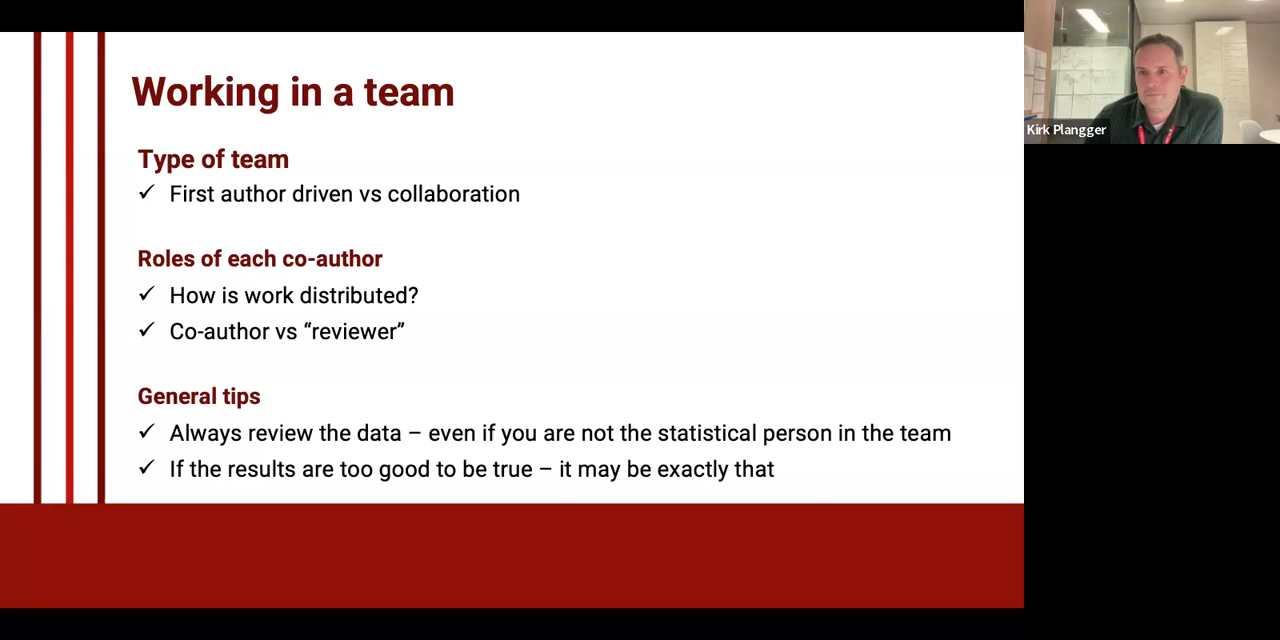 Working in a team
Type of team
✓ First author driven vs collaboration
Roles of each co-author
✓ How is work distributed?
✓ Co-author vs “reviewer”
General tips
✓ Always review the data – even if you are not the statistical person in the team
✓ If the results are too good to be true – it may be exactly that
Kirk Plangger